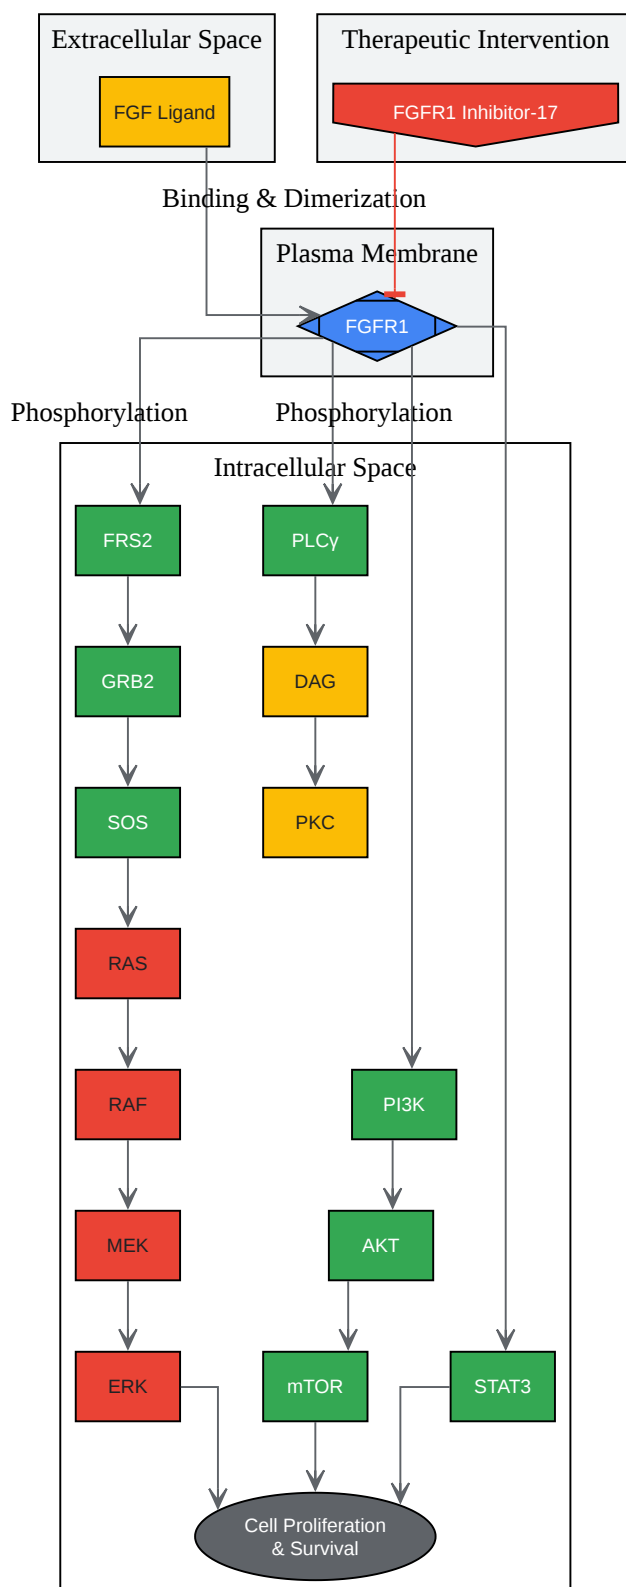 Extracellular Space
Therapeutic Intervention
FGF Ligand
FGFR1 Inhibitor-17
Binding & Dimerization
Plasma Membrane
FGFR1
Phosphorylation
Phosphorylation
Intracellular Space
FRS2
PLCγ
GRB2
DAG
SOS
PKC
RAS
RAF
PI3K
MEK
AKT
ERK
mTOR
STAT3
Cell Proliferation
& Survival